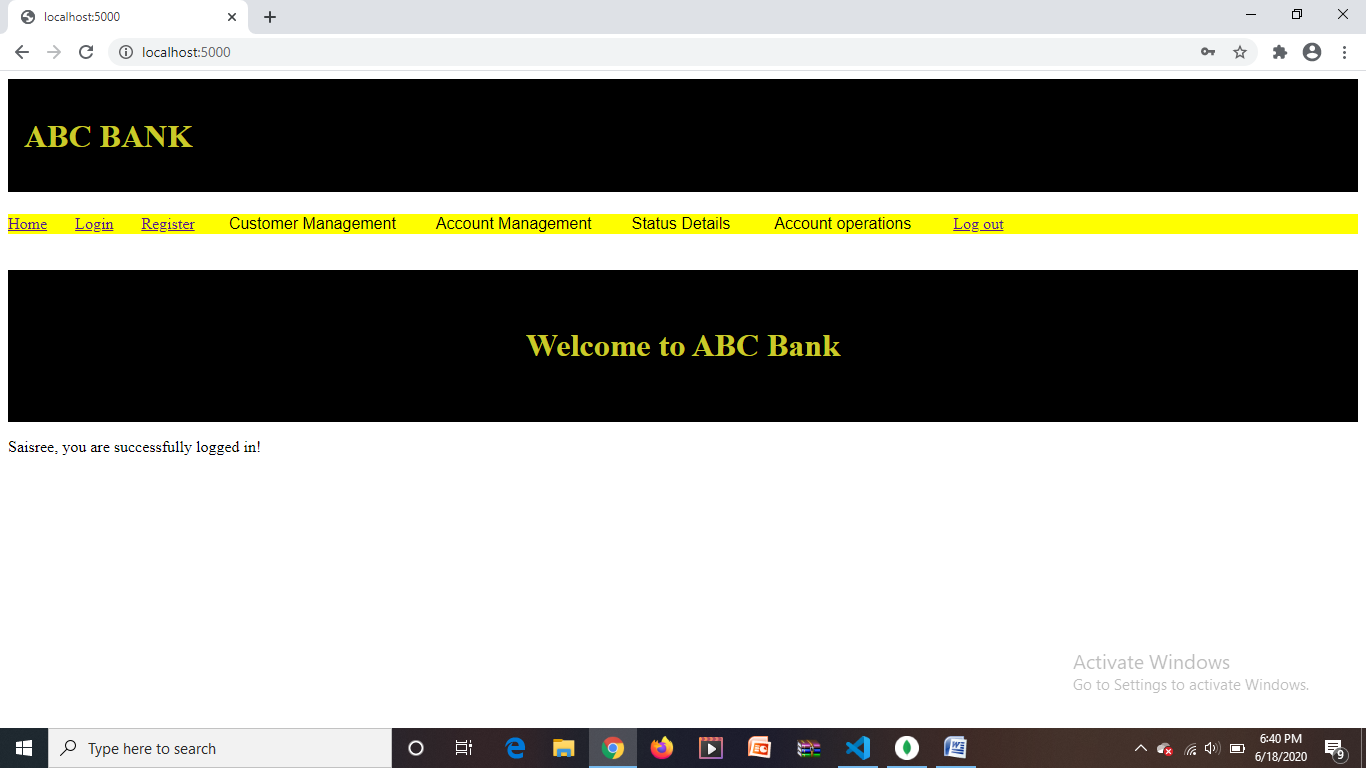 localhost:5000
localhost:5000
ABC BANK
Home Login Register Customer Management Account Management Status Details Account operations Log out
Welcome to ABC Bank
Saisree, you are successfully logged in!
Activate Windows
Go to Settings to activate Windows.
Type here to search
6:40 PM
6/18/2020
9